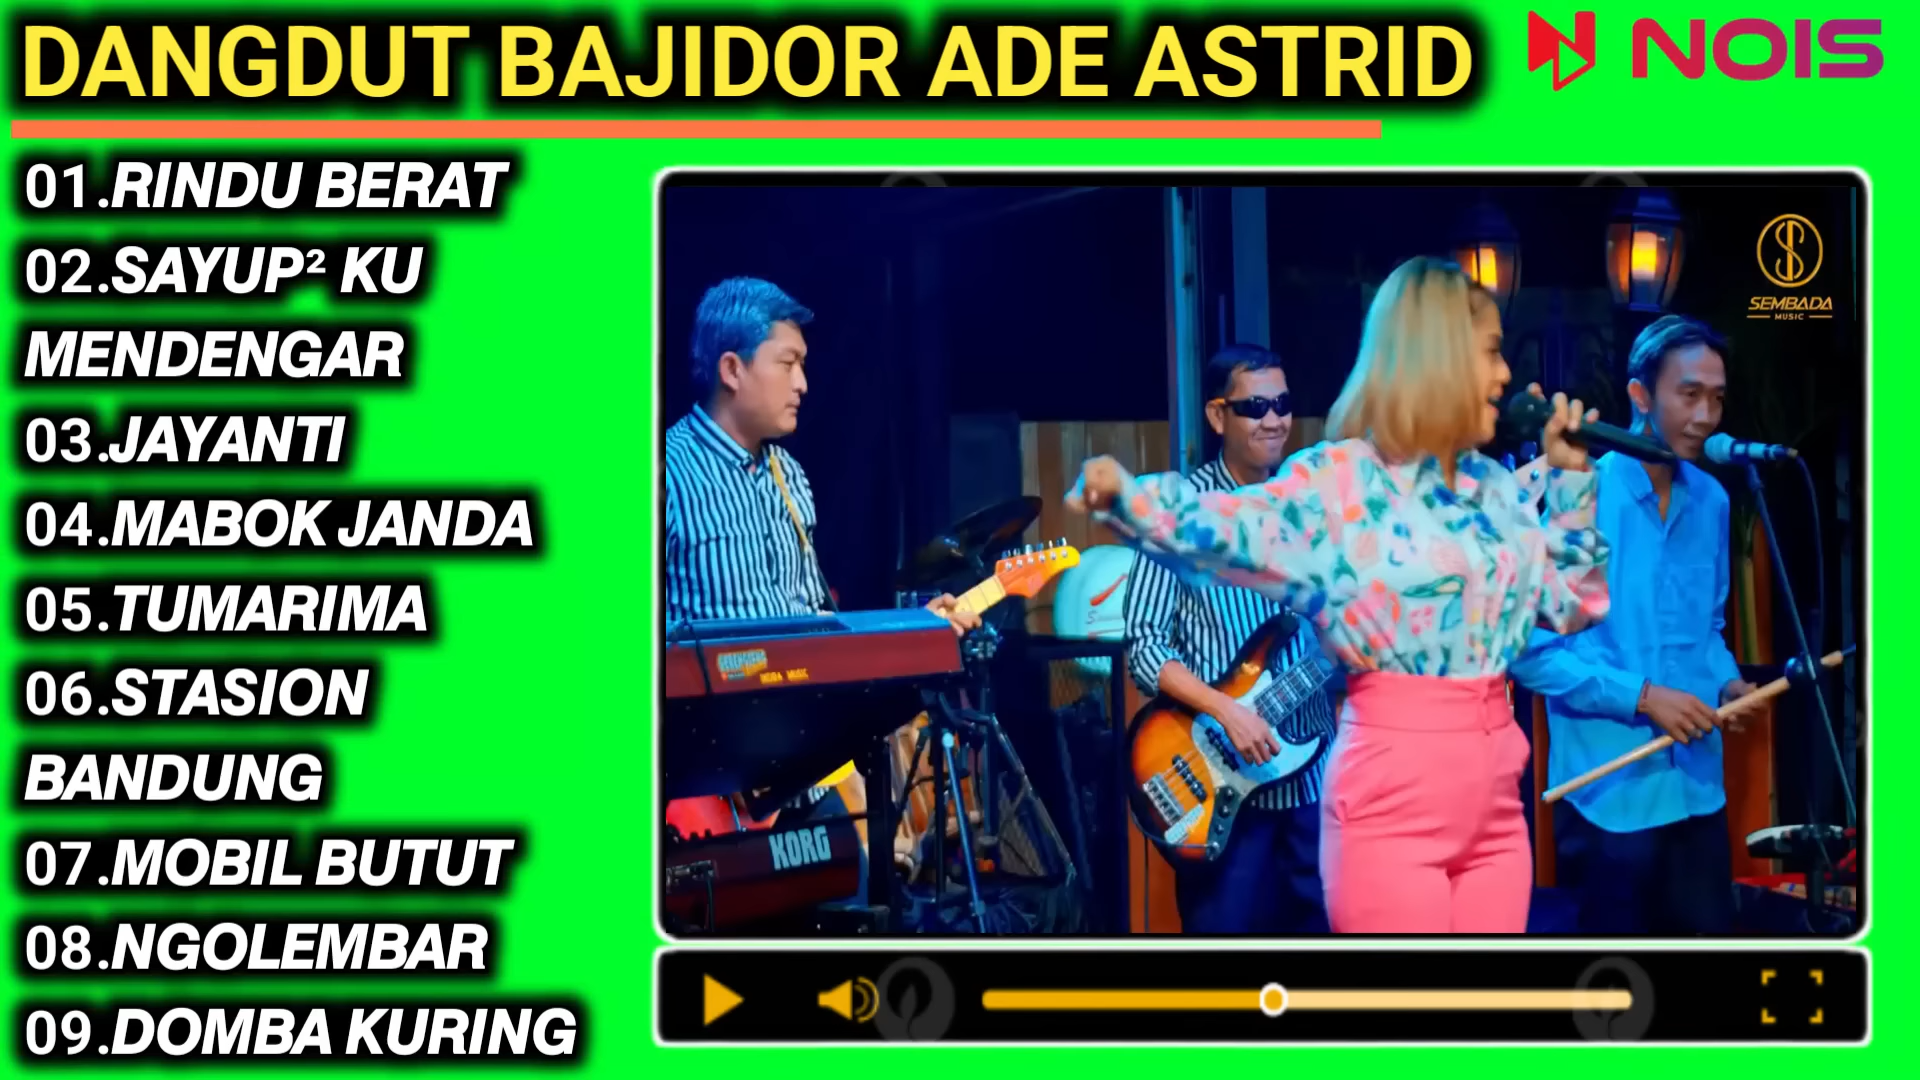 DANGDUT BAJIDOR ADE ASTRID
NOIS
01.RINDU BERAT
02.SAYUP² KU
MENDENGAR
03.JAYANTI
04.MABOK JANDA
05.TUMARIMA
06.STASION
BANDUNG
07.MOBIL BUTUT
08.NGOLEMBAR
09.DOMBA KURING
SEMBADA
MUSIC
KORG